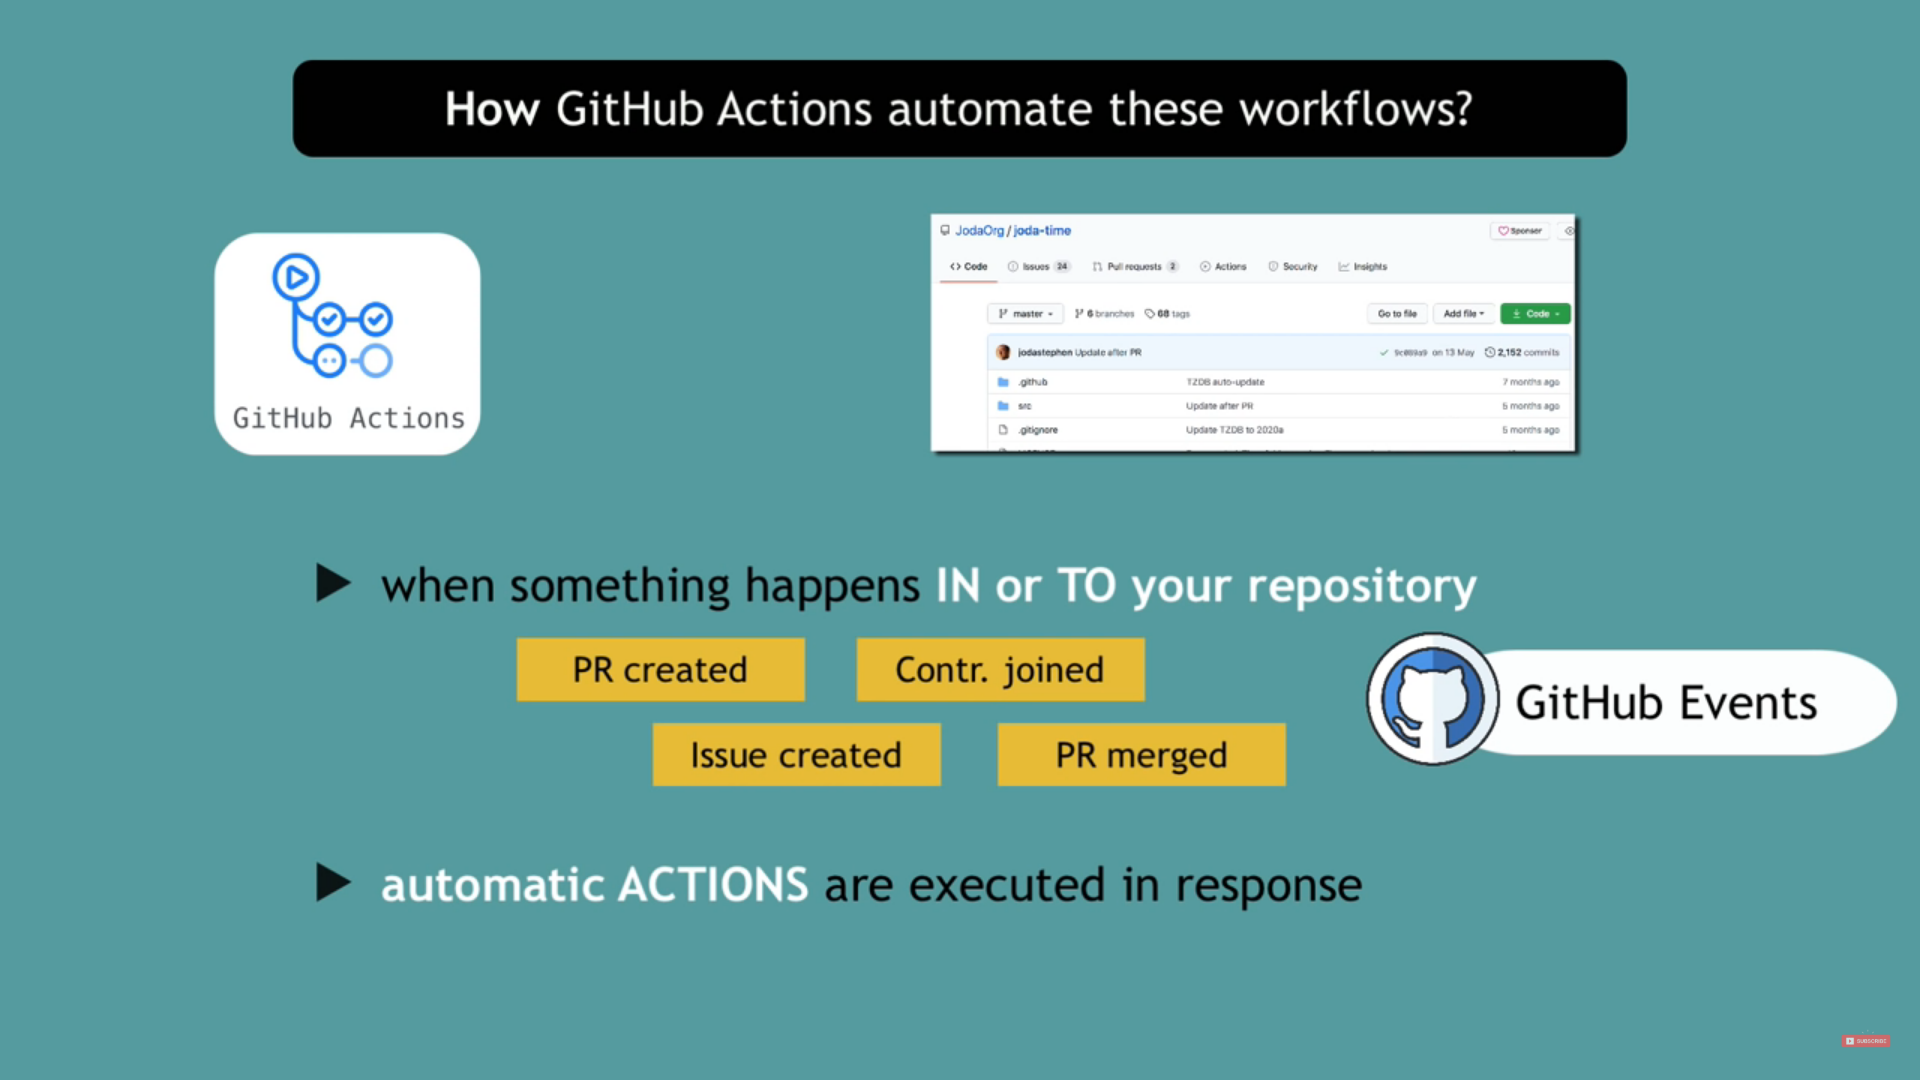 How GitHub Actions automate these workflows?
GitHub Actions
JodaOrg / joda-time
Sponsor
Code Issues 24 Pull requests 2 Actions Security Insights
master 6 branches 68 tags Go to file Add file Code
jodastephen Update after PR on 13 May 2,152 commits
.github TZDB auto-update 7 months ago
src Update after PR 5 months ago
.gitignore Update TZDB to 2020a 5 months ago
when something happens IN or TO your repository
PR created Contr. joined
GitHub Events
Issue created PR merged
automatic ACTIONS are executed in response
SUBSCRIBE